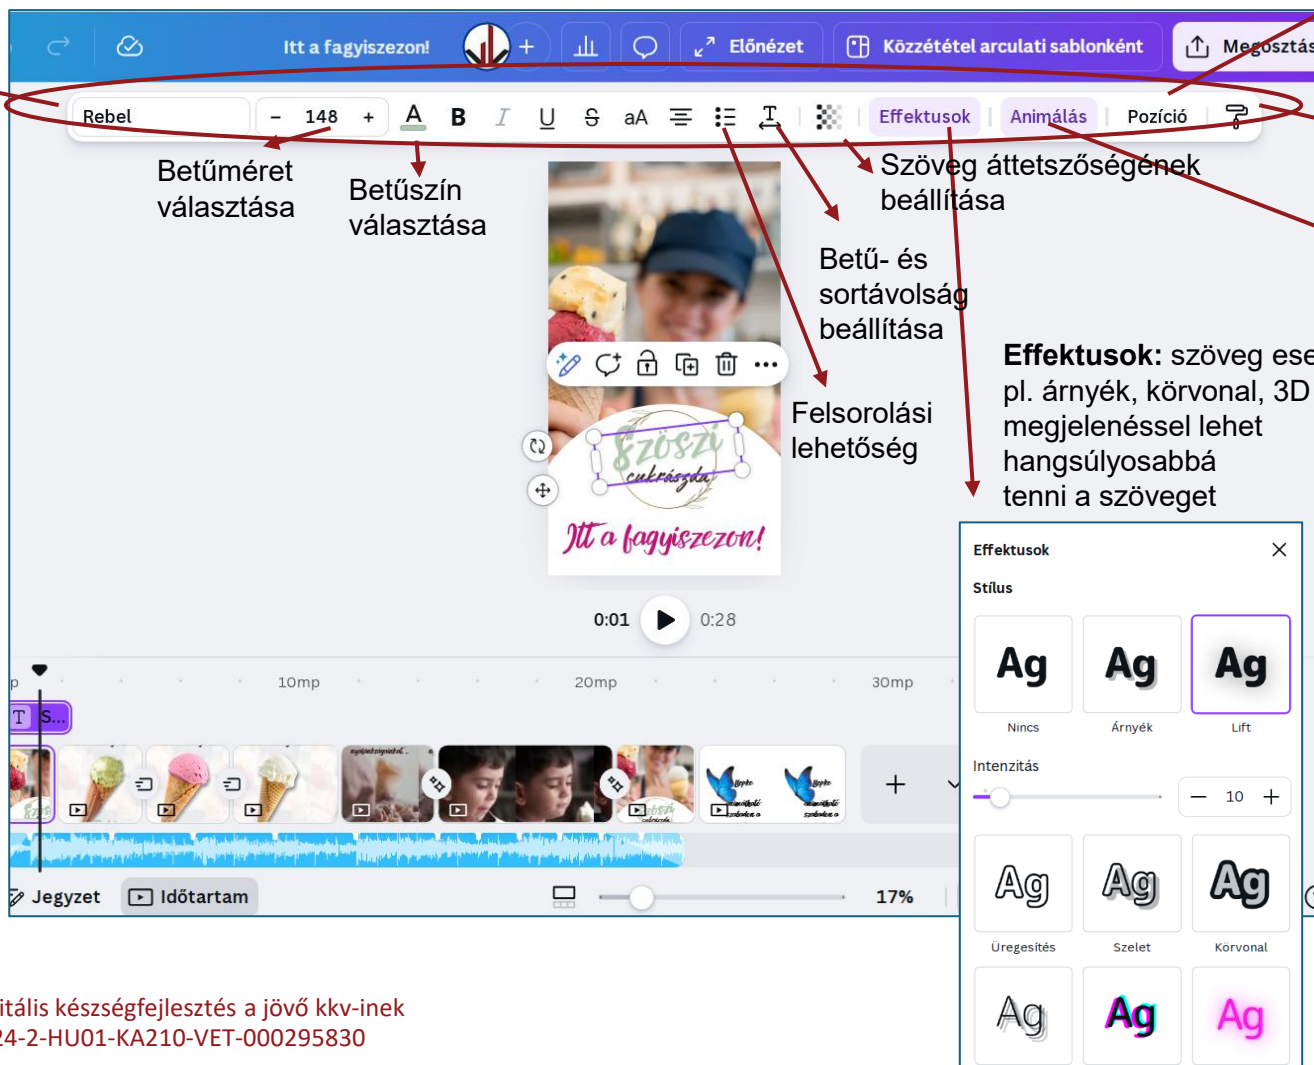 Itt a fagyiszezon!
Előnézet
Közzététel arculati sablonként
Megosztás
Rebel
– 148 +
A B I U S aA
Effektusok
Animálás
Pozíció
Betűméret
választása
Betűszín
választása
Szöveg áttetszőségének
beállítása
Betű- és
sortávolság
beállítása
Felsorolási
lehetőség
Effektusok: szöveg ese
pl. árnyék, körvonal, 3D
megjelenéssel lehet
hangsúlyosabbá
tenni a szöveget
Szöszi
cukrászda
Itt a fagyiszezon!
0:01
0:28
10mp
20mp
30mp
T S...
Jegyzet
Időtartam
17%
Effektusok
Stílus
Ag Ag Ag
Nincs Árnyék Lift
Intenzitás
— 10 +
Ag Ag Ag
Üregesítés Szelet Körvonal
Ag Ag Ag
itális készségfejlesztés a jövő kkv-inek
24-2-HU01-KA210-VET-000295830